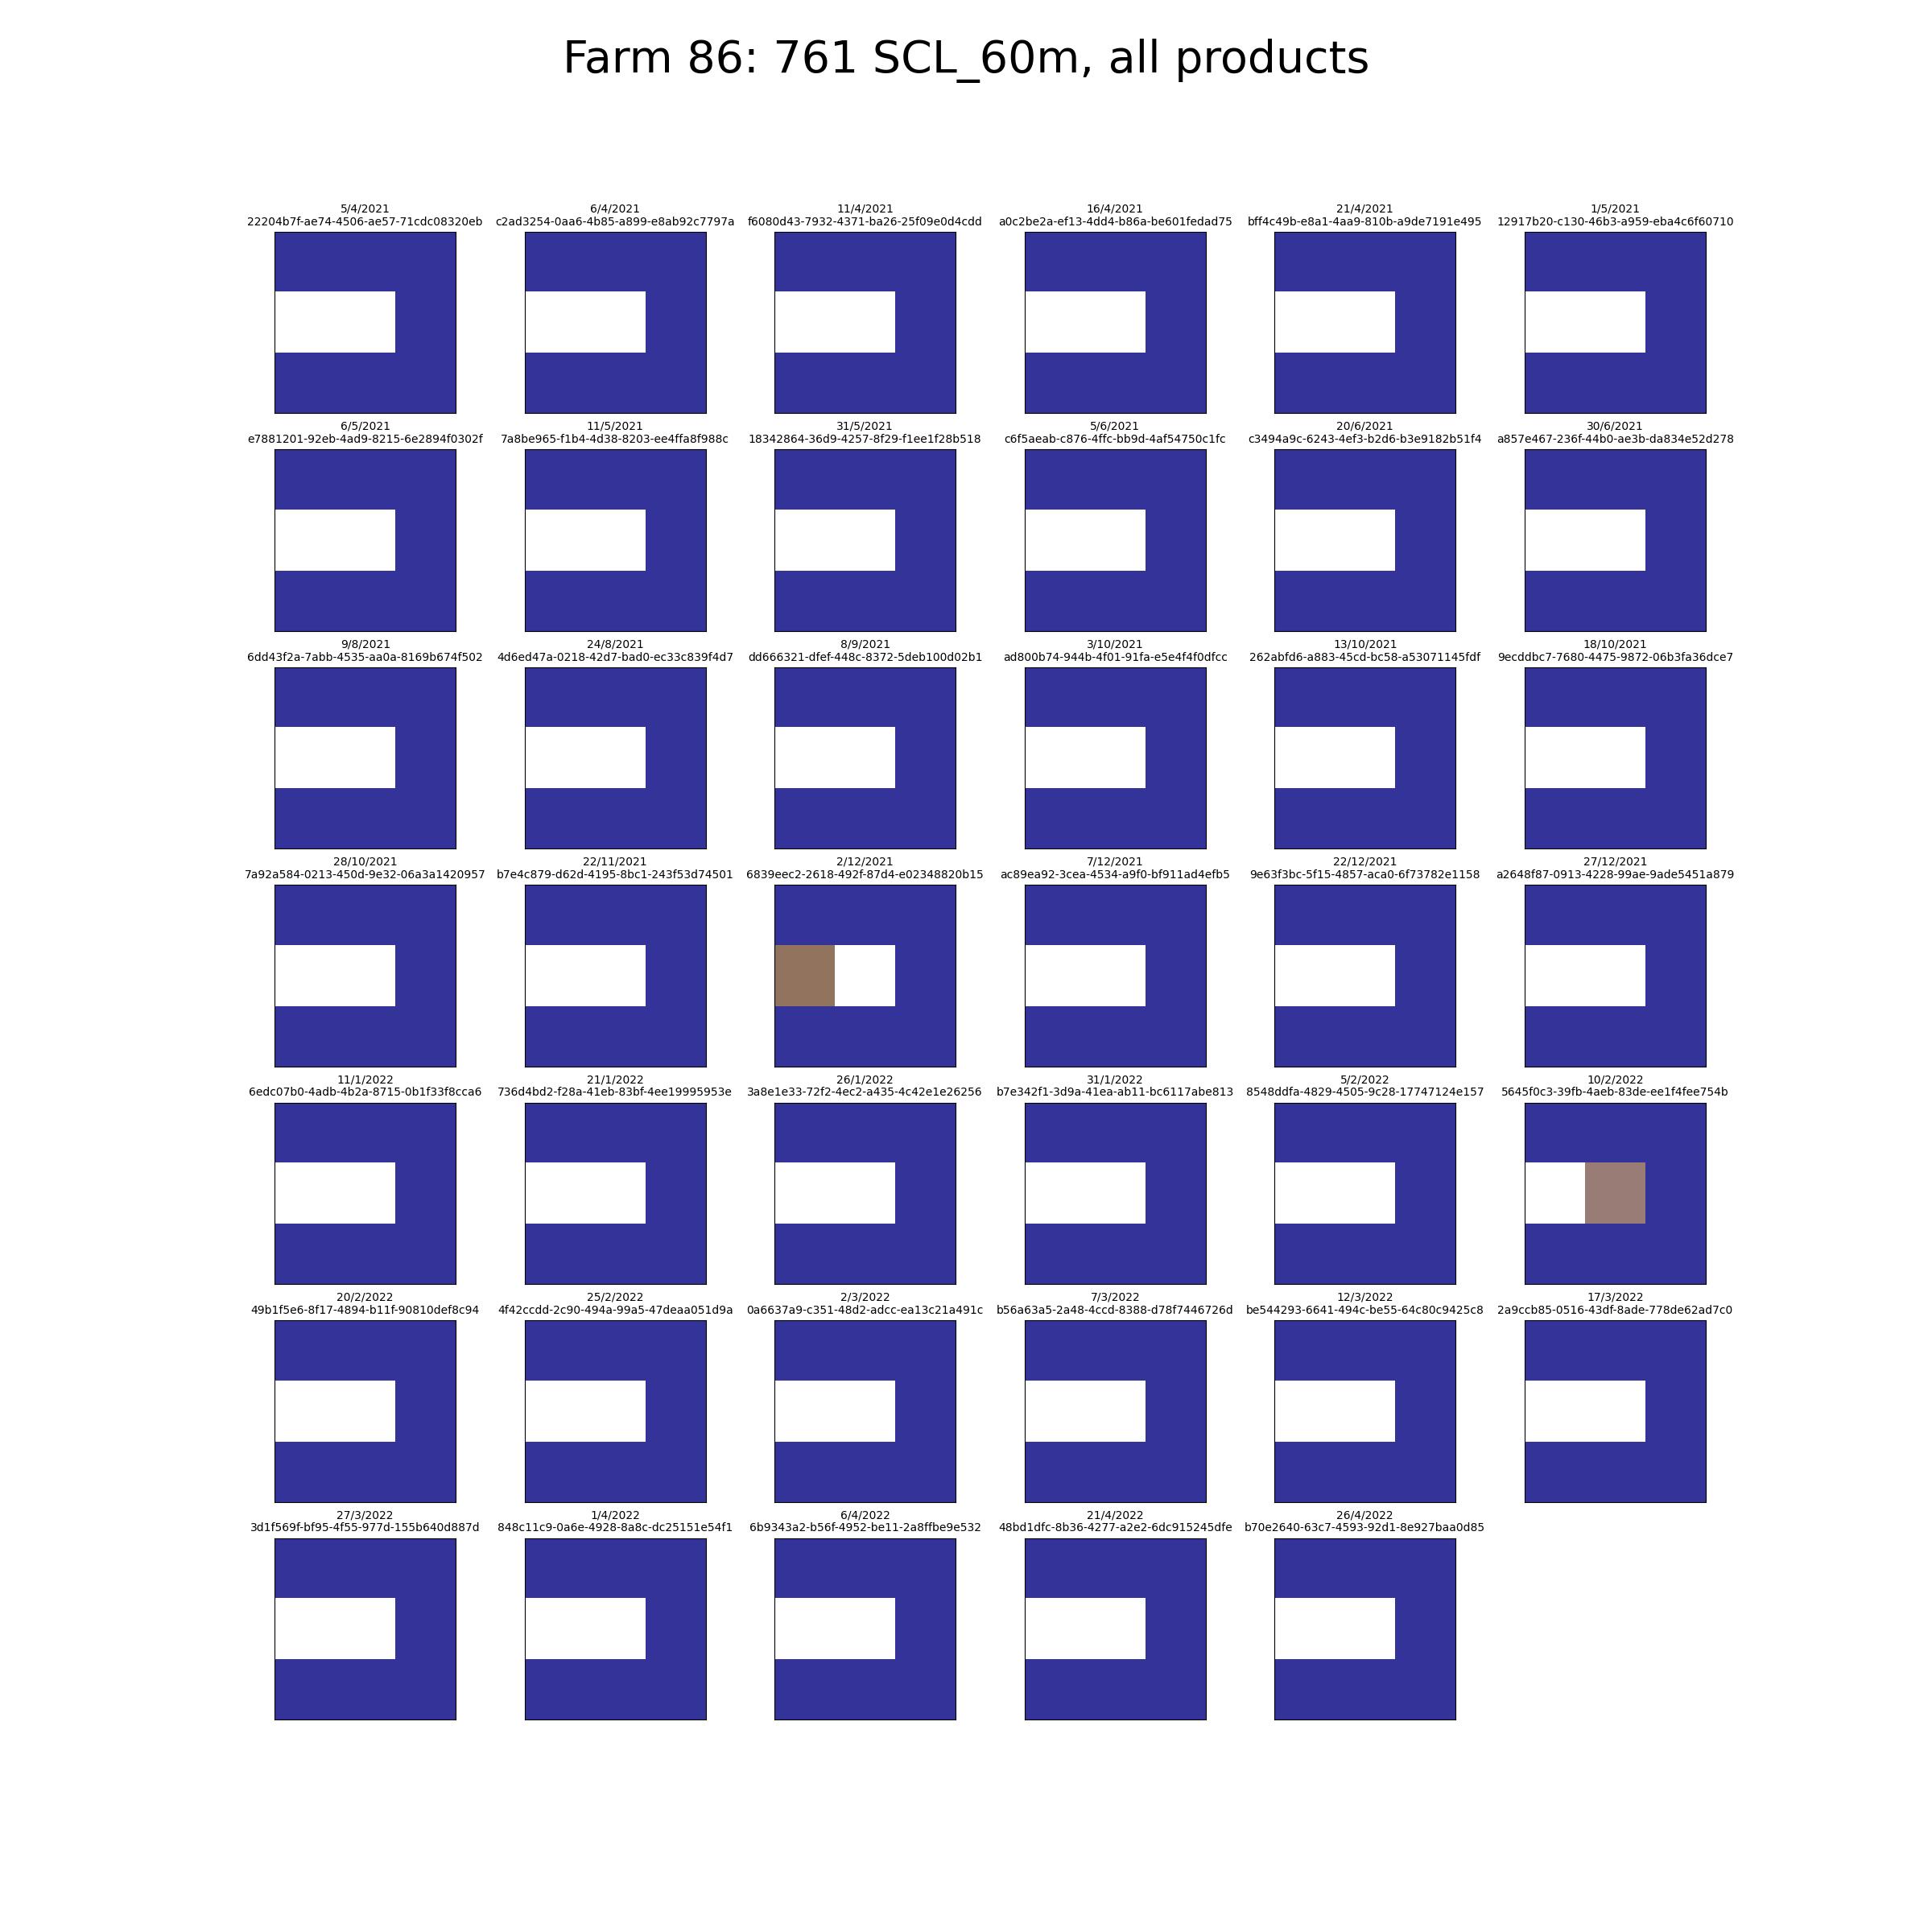 Farm 86: 761 SCL_60m, all products
5/4/2021
22204b7f-ae74-4506-ae57-71cdc08320eb
6/4/2021
c2ad3254-0aa6-4b85-a899-e8ab92c7797a
11/4/2021
f6080d43-7932-4371-ba26-25f09e0d4cdd
16/4/2021
a0c2be2a-ef13-4dd4-b86a-be601fedad75
21/4/2021
bff4c49b-e8a1-4aa9-810b-a9de7191e495
1/5/2021
12917b20-c130-46b3-a959-eba4c6f60710
6/5/2021
e7881201-92eb-4ad9-8215-6e2894f0302f
11/5/2021
7a8be965-f1b4-4d38-8203-ee4ffa8f988c
31/5/2021
18342864-36d9-4257-8f29-f1ee1f28b518
5/6/2021
c6f5aeab-c876-4ffc-bb9d-4af54750c1fc
20/6/2021
c3494a9c-6243-4ef3-b2d6-b3e9182b51f4
30/6/2021
a857e467-236f-44b0-ae3b-da834e52d278
9/8/2021
6dd43f2a-7abb-4535-aa0a-8169b674f502
24/8/2021
4d6ed47a-0218-42d7-bad0-ec33c839f4d7
8/9/2021
dd666321-dfef-448c-8372-5deb100d02b1
3/10/2021
ad800b74-944b-4f01-91fa-e5e4f4f0dfcc
13/10/2021
262abfd6-a883-45cd-bc58-a53071145fdf
18/10/2021
9ecddbc7-7680-4475-9872-06b3fa36dce7
28/10/2021
7a92a584-0213-450d-9e32-06a3a1420957
22/11/2021
b7e4c879-d62d-4195-8bc1-243f53d74501
2/12/2021
6839eec2-2618-492f-87d4-e02348820b15
7/12/2021
ac89ea92-3cea-4534-a9f0-bf911ad4efb5
22/12/2021
9e63f3bc-5f15-4857-aca0-6f73782e1158
27/12/2021
a2648f87-0913-4228-99ae-9ade5451a879
11/1/2022
6edc07b0-4adb-4b2a-8715-0b1f33f8cca6
21/1/2022
736d4bd2-f28a-41eb-83bf-4ee19995953e
26/1/2022
3a8e1e33-72f2-4ec2-a435-4c42e1e26256
31/1/2022
b7e342f1-3d9a-41ea-ab11-bc6117abe813
5/2/2022
8548ddfa-4829-4505-9c28-17747124e157
10/2/2022
5645f0c3-39fb-4aeb-83de-ee1f4fee754b
20/2/2022
49b1f5e6-8f17-4894-b11f-90810def8c94
25/2/2022
4f42ccdd-2c90-494a-99a5-47deaa051d9a
2/3/2022
0a6637a9-c351-48d2-adcc-ea13c21a491c
7/3/2022
b56a63a5-2a48-4ccd-8388-d78f7446726d
12/3/2022
be544293-6641-494c-be55-64c80c9425c8
17/3/2022
2a9ccb85-0516-43df-8ade-778de62ad7c0
27/3/2022
3d1f569f-bf95-4f55-977d-155b640d887d
1/4/2022
848c11c9-0a6e-4928-8a8c-dc25151e54f1
6/4/2022
6b9343a2-b56f-4952-be11-2a8ffbe9e532
21/4/2022
48bd1dfc-8b36-4277-a2e2-6dc915245dfe
26/4/2022
b70e2640-63c7-4593-92d1-8e927baa0d85